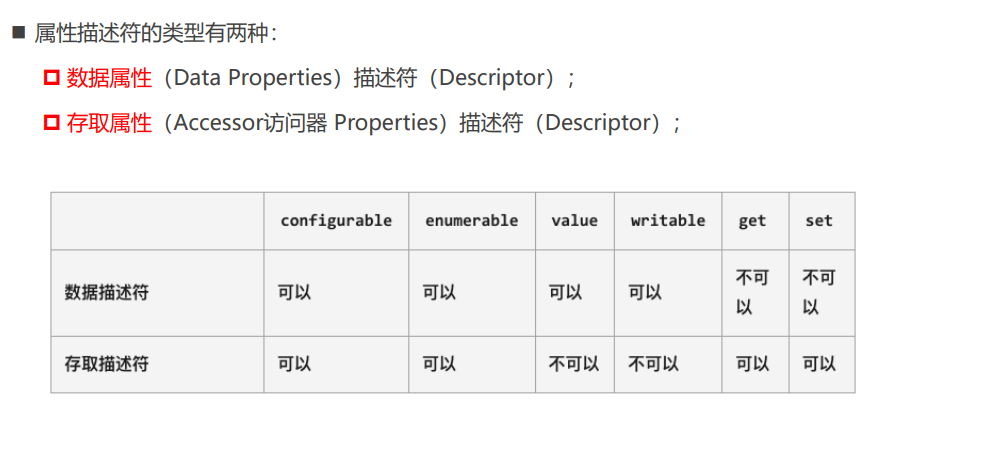 属性描述符的类型有两种：
数据属性（Data Properties）描述符（Descriptor）；
存取属性（Accessor访问器 Properties）描述符（Descriptor）；
configurable enumerable value writable get set
数据描述符 可以 可以 可以 可以 不可以 不可以
存取描述符 可以 可以 不可以 不可以 可以 可以